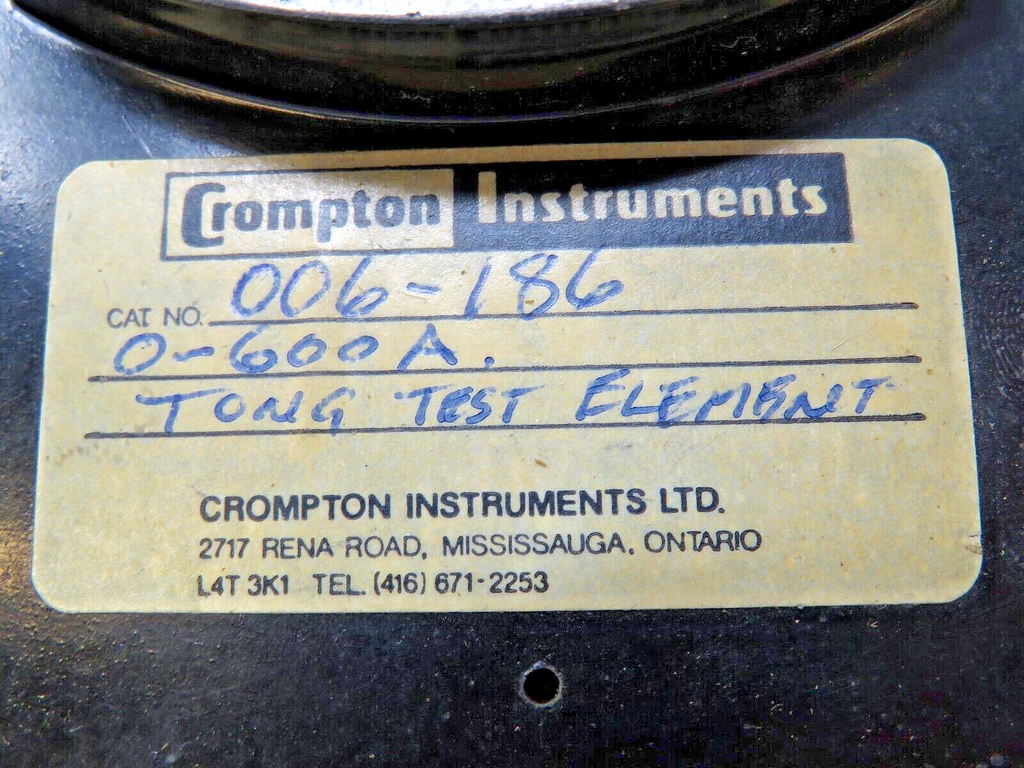 Crompton Instruments
CAT NO. 006-186
0-600 A.
TONG TEST ELEMENT
CROMPTON INSTRUMENTS LTD.
2717 RENA ROAD, MISSISSAUGA, ONTARIO
L4T 3K1 TEL. (416) 671-2253